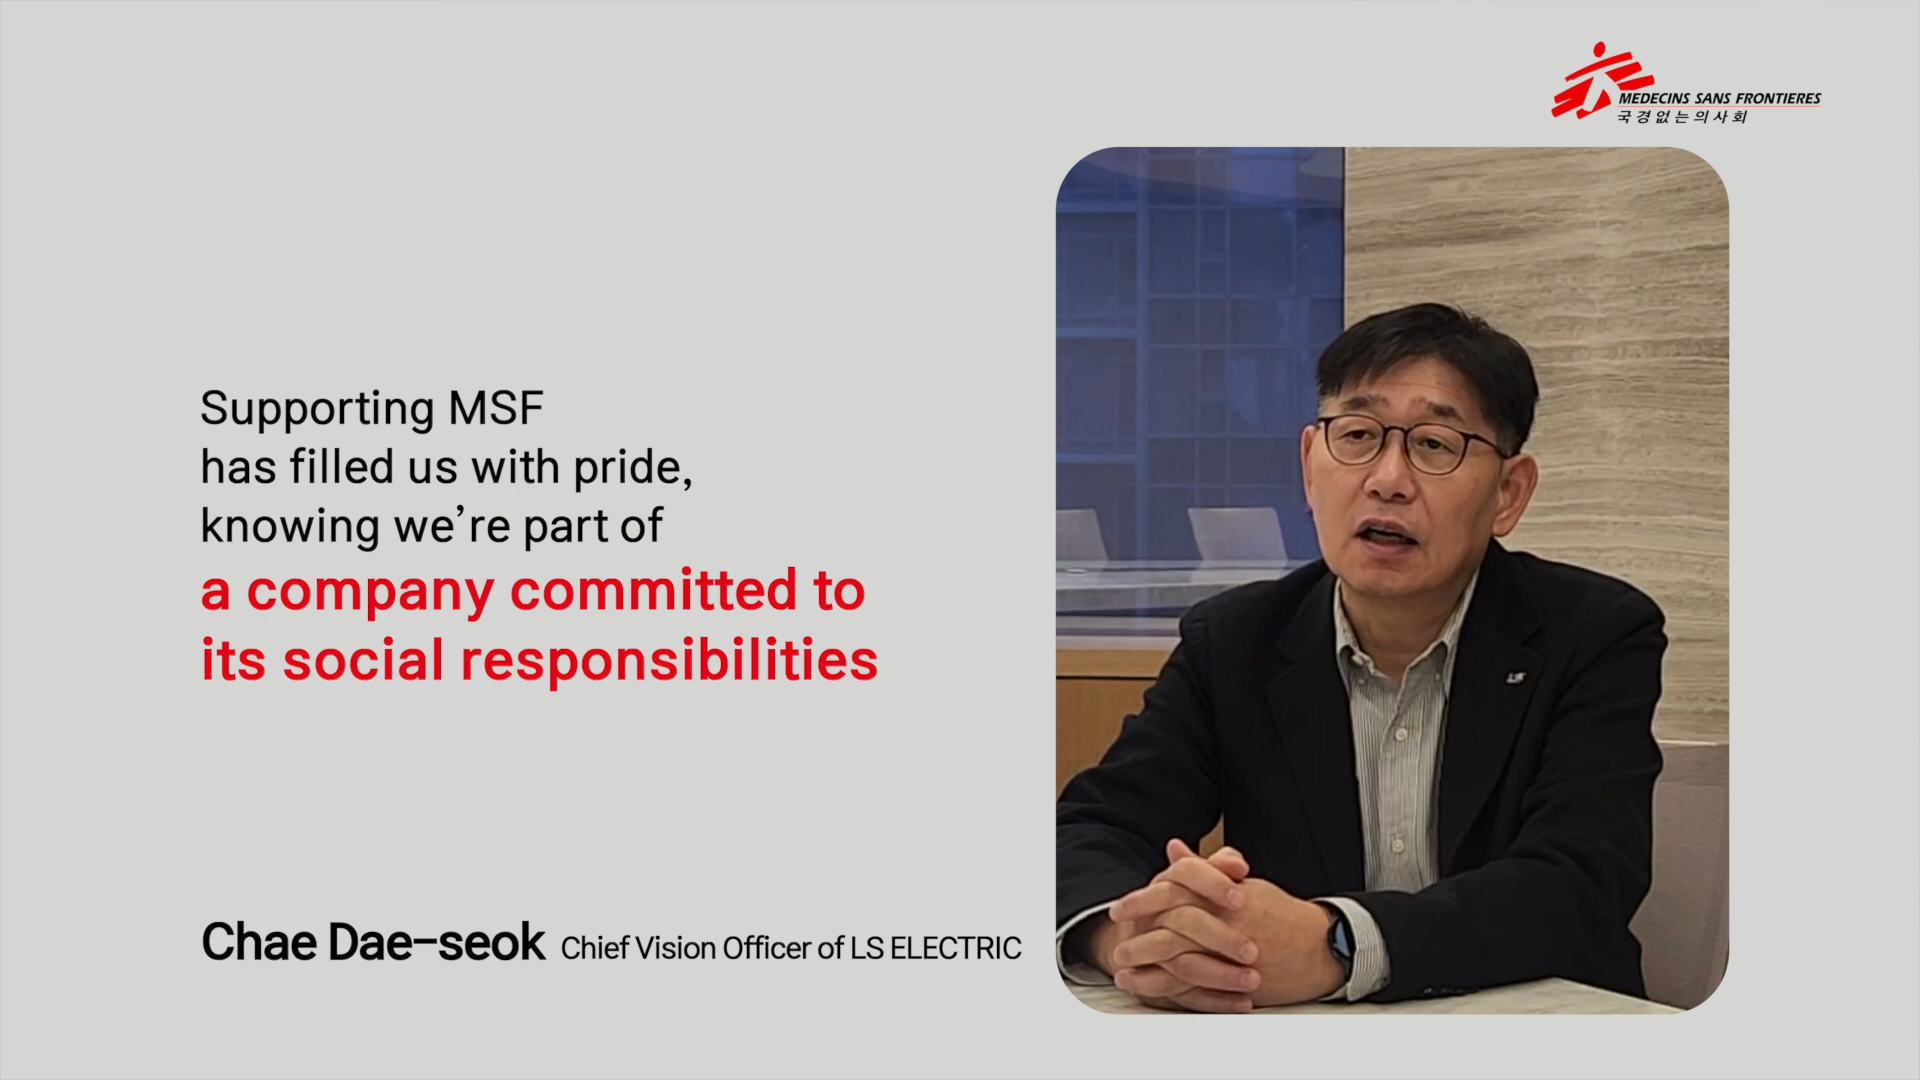 MEDECINS SANS FRONTIERES
국경없는의사회
Supporting MSF
has filled us with pride,
knowing we’re part of
a company committed to
its social responsibilities
Chae Dae-seok Chief Vision Officer of LS ELECTRIC